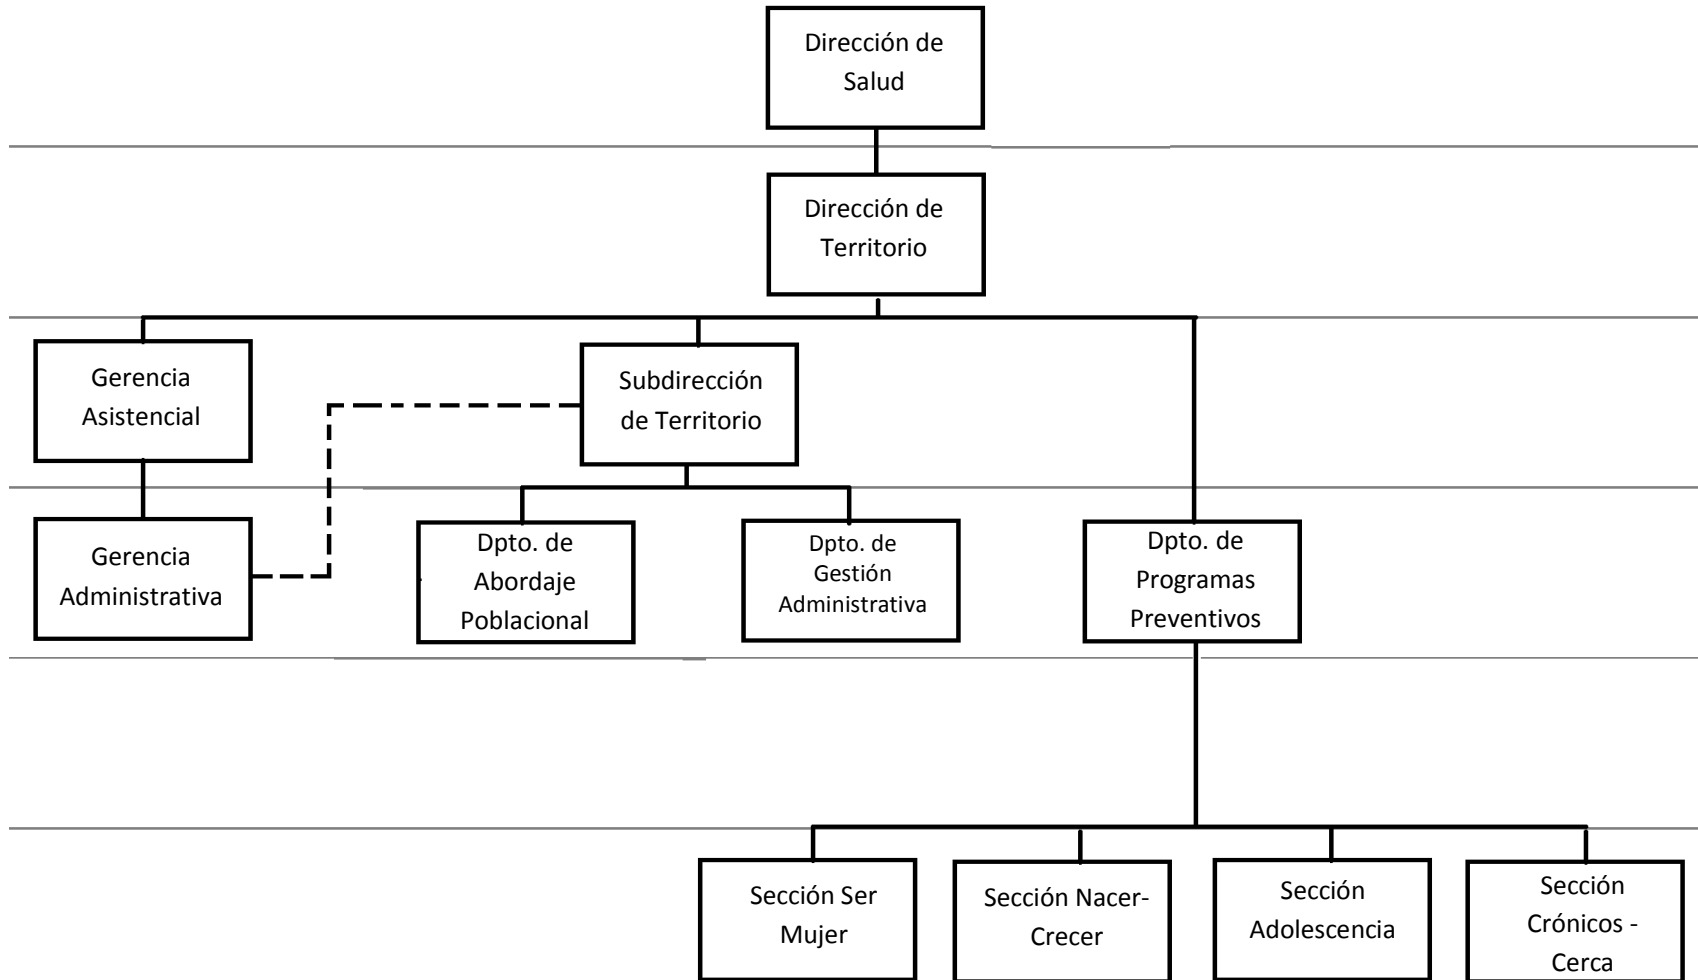 Dirección de
Salud
Dirección de
Territorio
Gerencia
Asistencial
Subdirección
de Territorio
Gerencia
Administrativa
Dpto. de
Abordaje
Poblacional
Dpto. de
Gestión
Administrativa
Dpto. de
Programas
Preventivos
Sección Ser
Mujer
Sección Nacer-
Crecer
Sección
Adolescencia
Sección
Crónicos -
Cerca